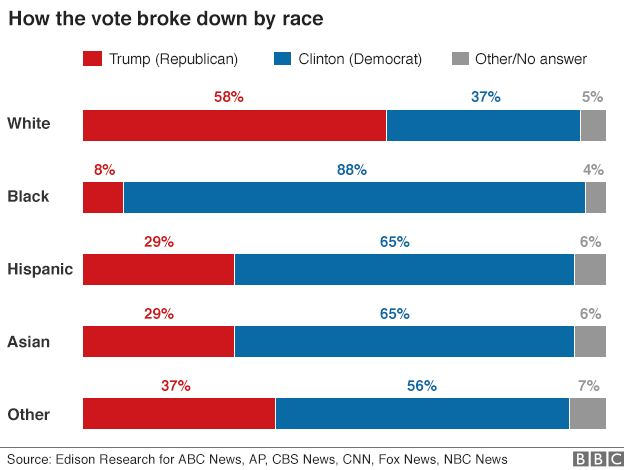 How the vote broke down by race
Trump (Republican) Clinton (Democrat) Other/No answer
58% 37% 5%
White
8% 88% 4%
Black
29% 65% 6%
Hispanic
29% 65% 6%
Asian
37% 56% 7%
Other
Source: Edison Research for ABC News, AP, CBS News, CNN, Fox News, NBC News BBC